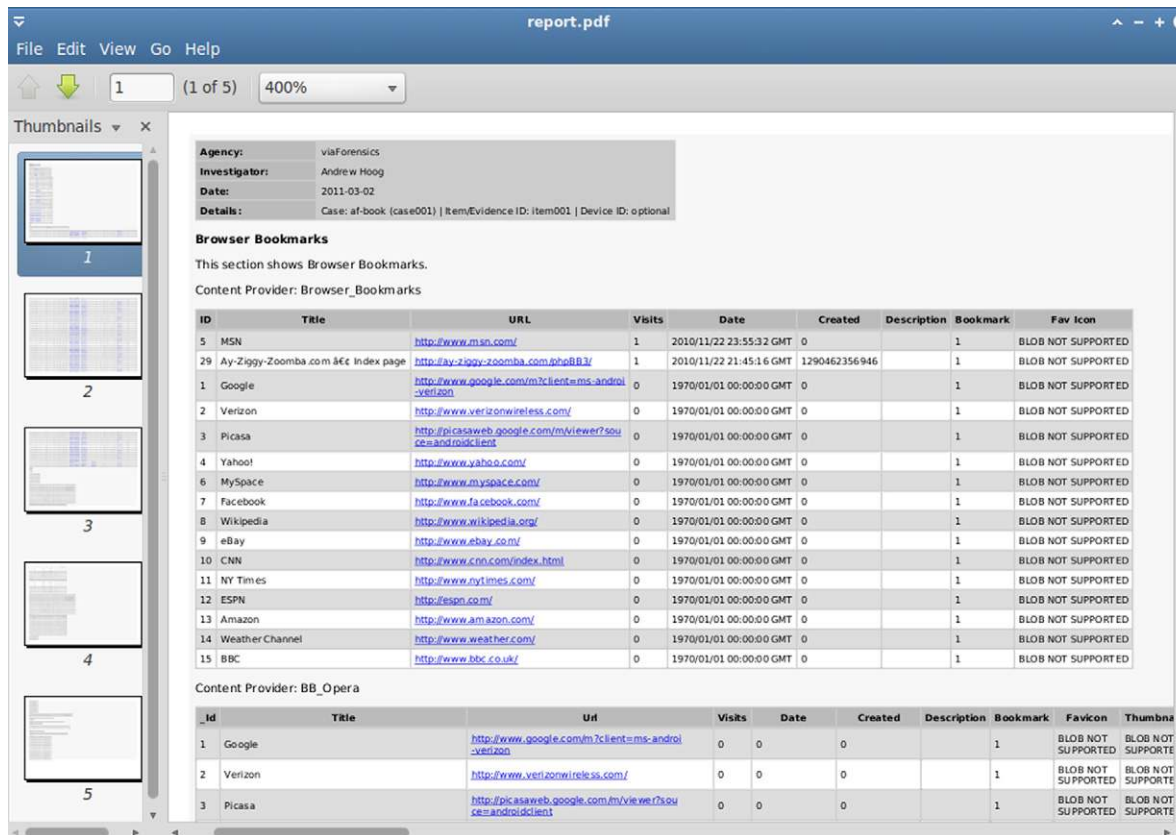 report.pdf
File Edit View Go Help
1 (1 of 5) 400%
Thumbnails
1
2
3
4
5
Agency: viaForensics
Investigator: Andrew Hoog
Date: 2011-03-02
Details: Case: af-book (case001) | Item/Evidence ID: item001 | Device ID: optional
Browser Bookmarks
This section shows Browser Bookmarks.
Content Provider: Browser_Bookmarks
ID Title URL Visits Date Created Description Bookmark Fav Icon
5 MSN http://www.msn.com/ 1 2010/11/22 23:55:32 GMT 0 1 BLOB NOT SUPPORTED
29 Ay-Ziggy-Zoomba.com • Index page http://ay-ziggy-zoomba.com/phpBB3/ 1 2010/11/22 21:45:16 GMT 1290462356946 1 BLOB NOT SUPPORTED
1 Google http://www.google.com/m?client=ms-androi 0 1970/01/01 00:00:00 GMT 0 1 BLOB NOT SUPPORTED
-verizon
2 Verizon http://www.verizonwireless.com/ 0 1970/01/01 00:00:00 GMT 0 1 BLOB NOT SUPPORTED
3 Picasa http://picasaweb.google.com/m/viewer?sou 0 1970/01/01 00:00:00 GMT 0 1 BLOB NOT SUPPORTED
ce=androidclient
4 Yahoo! http://www.yahoo.com/ 0 1970/01/01 00:00:00 GMT 0 1 BLOB NOT SUPPORTED
6 MySpace http://www.myspace.com/ 0 1970/01/01 00:00:00 GMT 0 1 BLOB NOT SUPPORTED
7 Facebook http://www.facebook.com/ 0 1970/01/01 00:00:00 GMT 0 1 BLOB NOT SUPPORTED
8 Wikipedia http://www.wikipedia.org/ 0 1970/01/01 00:00:00 GMT 0 1 BLOB NOT SUPPORTED
9 eBay http://www.ebay.com/ 0 1970/01/01 00:00:00 GMT 0 1 BLOB NOT SUPPORTED
10 CNN http://www.cnn.com/index.html 0 1970/01/01 00:00:00 GMT 0 1 BLOB NOT SUPPORTED
11 NY Times http://www.nytimes.com/ 0 1970/01/01 00:00:00 GMT 0 1 BLOB NOT SUPPORTED
12 ESPN http://espn.com/ 0 1970/01/01 00:00:00 GMT 0 1 BLOB NOT SUPPORTED
13 Amazon http://www.amazon.com/ 0 1970/01/01 00:00:00 GMT 0 1 BLOB NOT SUPPORTED
14 Weather Channel http://www.weather.com/ 0 1970/01/01 00:00:00 GMT 0 1 BLOB NOT SUPPORTED
15 BBC http://www.bbc.co.uk/ 0 1970/01/01 00:00:00 GMT 0 1 BLOB NOT SUPPORTED
Content Provider: BB_Opera
_Id Title Url Visits Date Created Description Bookmark Favicon Thumbna
1 Google http://www.google.com/m?client=ms-androi 0 0 0 1 BLOB NOT BLOB NOT
-verizon SUPPORTED SUPPORTE
2 Verizon http://www.verizonwireless.com/ 0 0 0 1 BLOB NOT BLOB NOT
SUPPORTED SUPPORTE
3 Picasa http://picasaweb.google.com/m/viewer?sou 0 0 0 1 BLOB NOT BLOB NOT
ce=androidclient SUPPORTED SUPPORTE